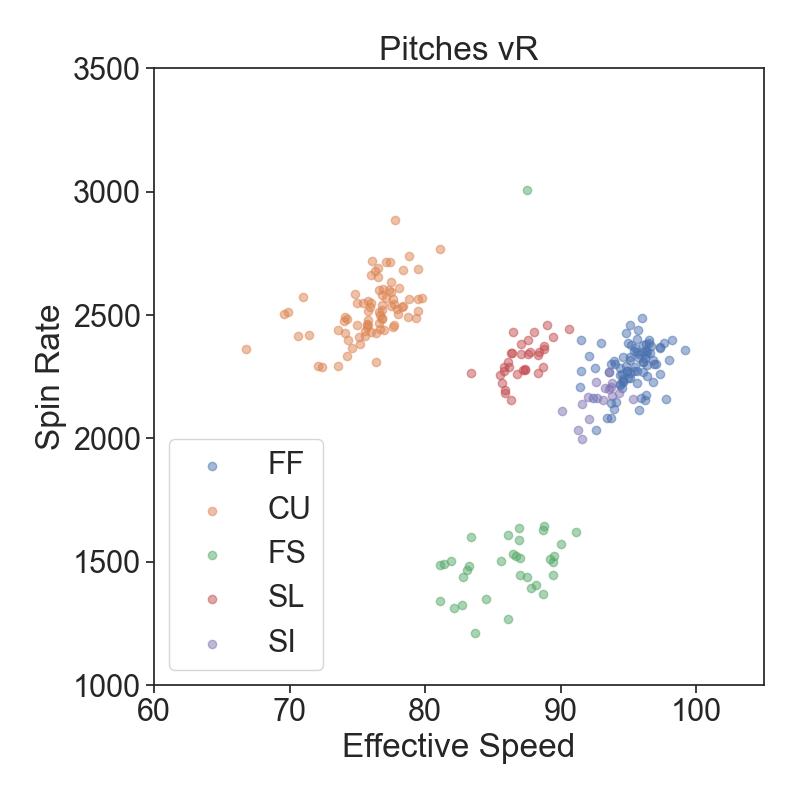 Pitches vR
3500
3000
2500
2000
1500
1000
Spin Rate
FF
CU
FS
SL
SI
60 70 80 90 100
Effective Speed